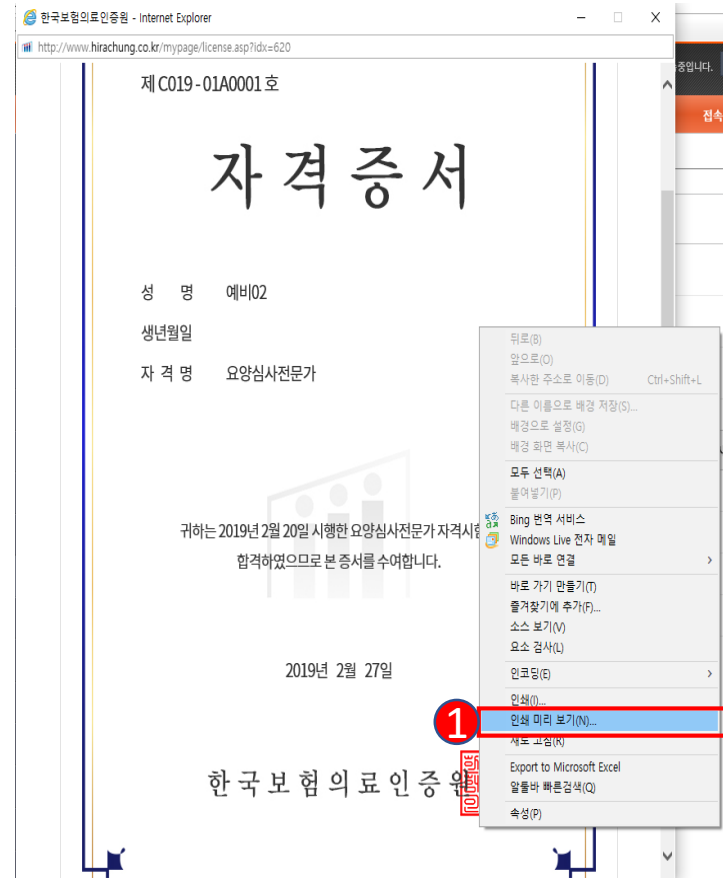 한국보험의료인증원 - Internet Explorer
http://www.hirachung.co.kr/mypage/license.asp?idx=620
중입니다.
접속
제 C019 - 01A0001 호
자 격 증 서
성 명 예비02
생년월일
자 격 명 요양심사전문가
귀하는 2019년 2월 20일 시행한 요양심사전문가 자격시험
합격하였으므로 본 증서를 수여합니다.
2019년 2월 27일
한 국 보 험 의 료 인 증 원
뒤로(B)
앞으로(O)
복사한 주소로 이동(D) Ctrl+Shift+L
다른 이름으로 배경 저장(S)...
배경으로 설정(G)
배경 화면 복사(C)
모두 선택(A)
붙여넣기(P)
Bing 번역 서비스
Windows Live 전자 메일
모든 바로 연결
바로 가기 만들기(T)
즐겨찾기에 추가(F)...
소스 보기(V)
요소 검사(L)
인코딩(E)
인쇄(I)...
1 인쇄 미리 보기(N)...
새로 고침(R)
Export to Microsoft Excel
알툴바 빠른검색(Q)
속성(P)